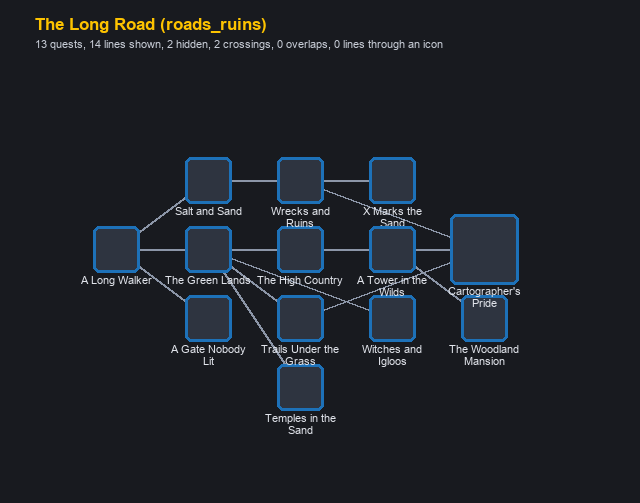 The Long Road (roads_ruins)
13 quests, 14 lines shown, 2 hidden, 2 crossings, 0 overlaps, 0 lines through an icon
Salt and Sand
Wrecks and
Ruins
X Marks the
Sand
A Long Walker
The Green Lands
The High Country
A Tower in the
Wilds
Cartographer's
Pride
A Gate Nobody
Lit
Trails Under the
Grass
Witches and
Igloos
The Woodland
Mansion
Temples in the
Sand